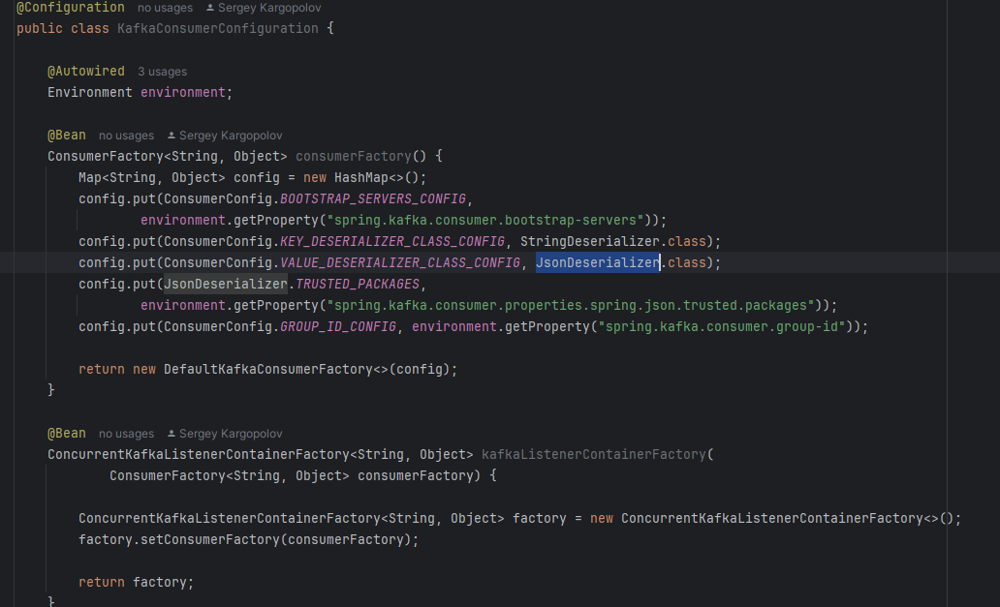 @Configuration no usages Sergey Kargopolov
public class KafkaConsumerConfiguration {
@Autowired 3 usages
Environment environment;
@Bean no usages Sergey Kargopolov
ConsumerFactory<String, Object> consumerFactory() {
Map<String, Object> config = new HashMap<>();
config.put(ConsumerConfig.BOOTSTRAP_SERVERS_CONFIG,
environment.getProperty("spring.kafka.consumer.bootstrap-servers"));
config.put(ConsumerConfig.KEY_DESERIALIZER_CLASS_CONFIG, StringDeserializer.class);
config.put(ConsumerConfig.VALUE_DESERIALIZER_CLASS_CONFIG, JsonDeserializer.class);
config.put(JsonDeserializer.TRUSTED_PACKAGES,
environment.getProperty("spring.kafka.consumer.properties.spring.json.trusted.packages"));
config.put(ConsumerConfig.GROUP_ID_CONFIG, environment.getProperty("spring.kafka.consumer.group-id"));
return new DefaultKafkaConsumerFactory<>(config);
}
@Bean no usages Sergey Kargopolov
ConcurrentKafkaListenerContainerFactory<String, Object> kafkaListenerContainerFactory(
ConsumerFactory<String, Object> consumerFactory) {
ConcurrentKafkaListenerContainerFactory<String, Object> factory = new ConcurrentKafkaListenerContainerFactory<>();
factory.setConsumerFactory(consumerFactory);
return factory;
}